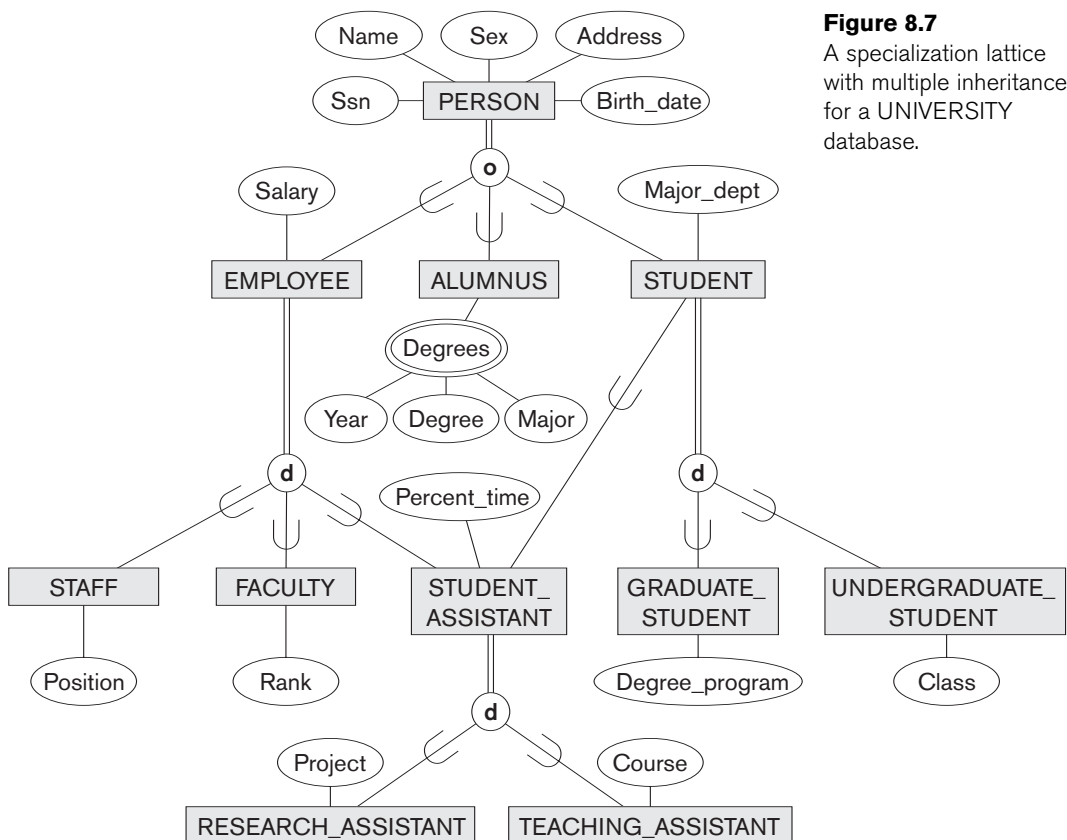 Figure 8.7
A specialization lattice
with multiple inheritance
for a UNIVERSITY
database.
Name
Sex
Address
Ssn
PERSON
Birth_date
o
Salary
Major_dept
EMPLOYEE
ALUMNUS
STUDENT
Degrees
Year
Degree
Major
d
d
Percent_time
STAFF
FACULTY
STUDENT_
ASSISTANT
GRADUATE_
STUDENT
UNDERGRADUATE_
STUDENT
Position
Rank
Degree_program
Class
d
Project
Course
RESEARCH_ASSISTANT
TEACHING_ASSISTANT